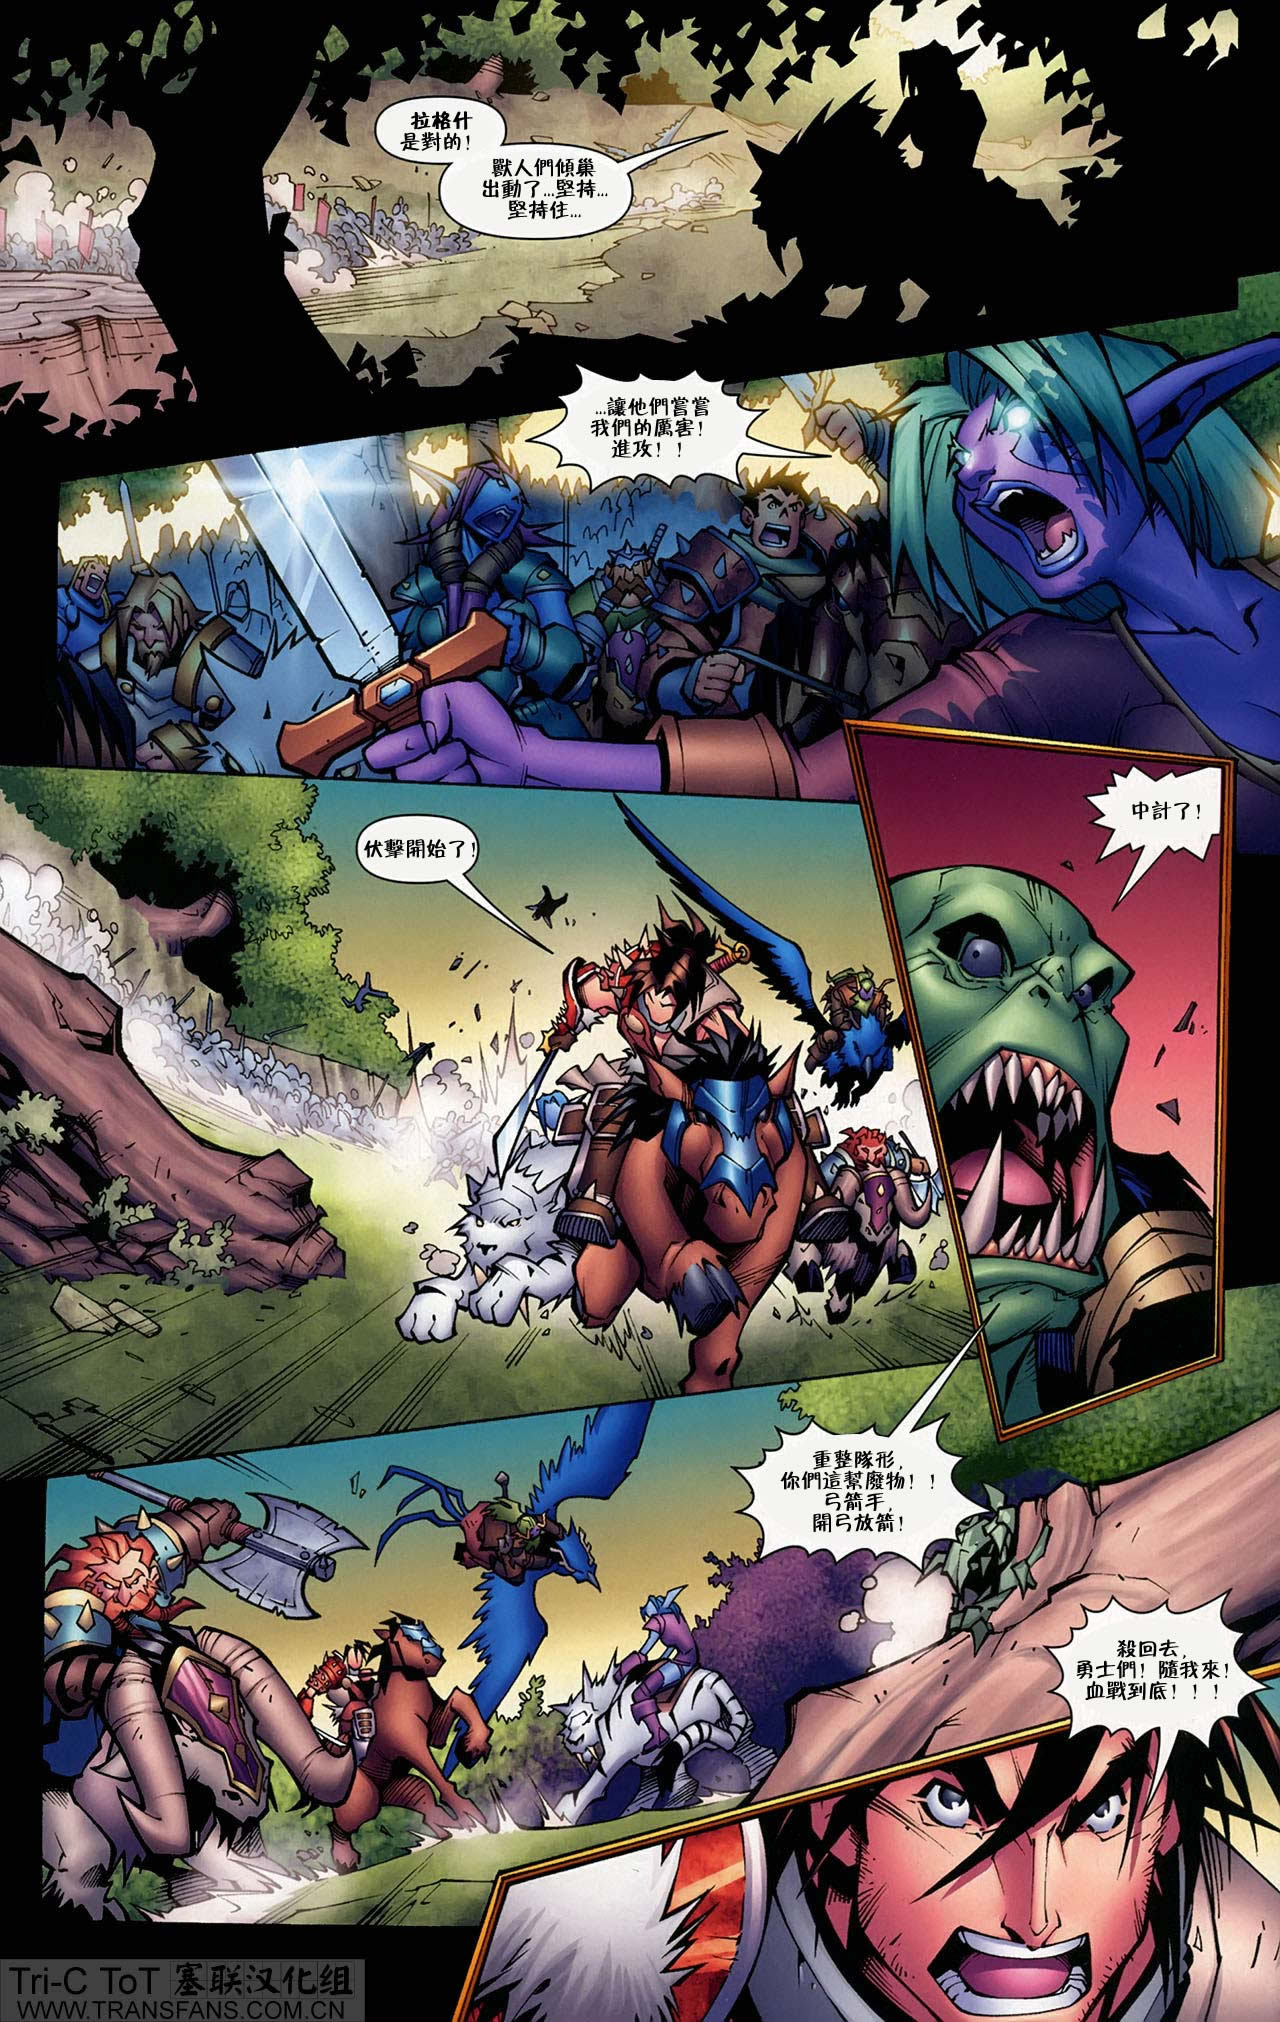 拉格什
是對的！
獸人們傾巢
出動了...堅持...
堅持住...
...讓他們嘗嘗
我們的厲害！
進攻！！
伏擊開始了！
中計了！
重整隊形，
你們這幫廢物！！
弓箭手，
開弓放箭！
殺回去，
勇士們！隨我來！
血戰到底！！！
Tri-C ToT 塞联汉化组
WWW.TRANSFANS.COM.CN